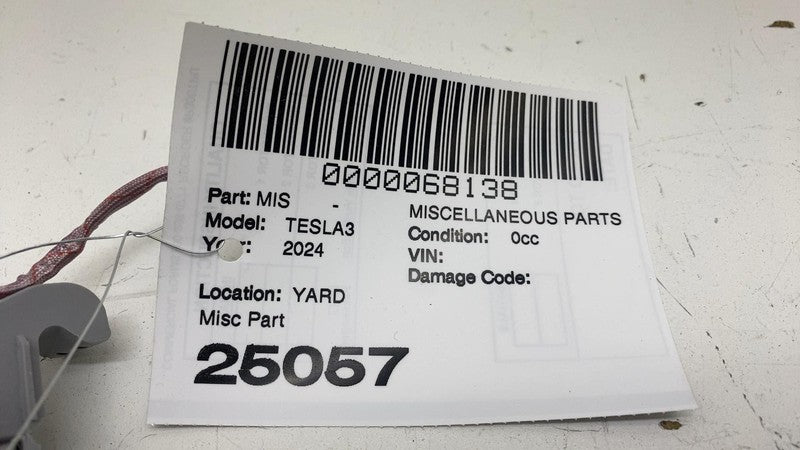 0000068138
Part: MIS -
MISCELLANEOUS PARTS
Model: TESLA3
Condition: 0cc
Year: 2024
VIN:
Damage Code:
Location: YARD
Misc Part
25057